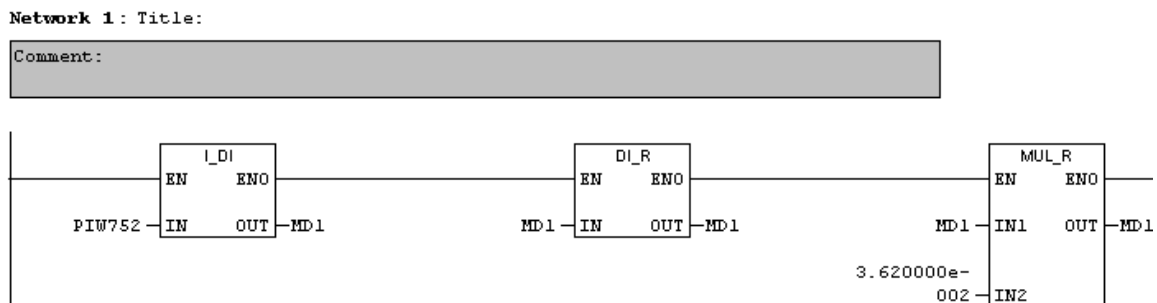 Network 1: Title:
Comment:
I_DI DI_R MUL_R
EN ENO EN ENO EN ENO
PIW752 IN OUT MD1 MD1 IN OUT MD1 MD1 IN1 OUT MD1
3.620000e-
002 IN2